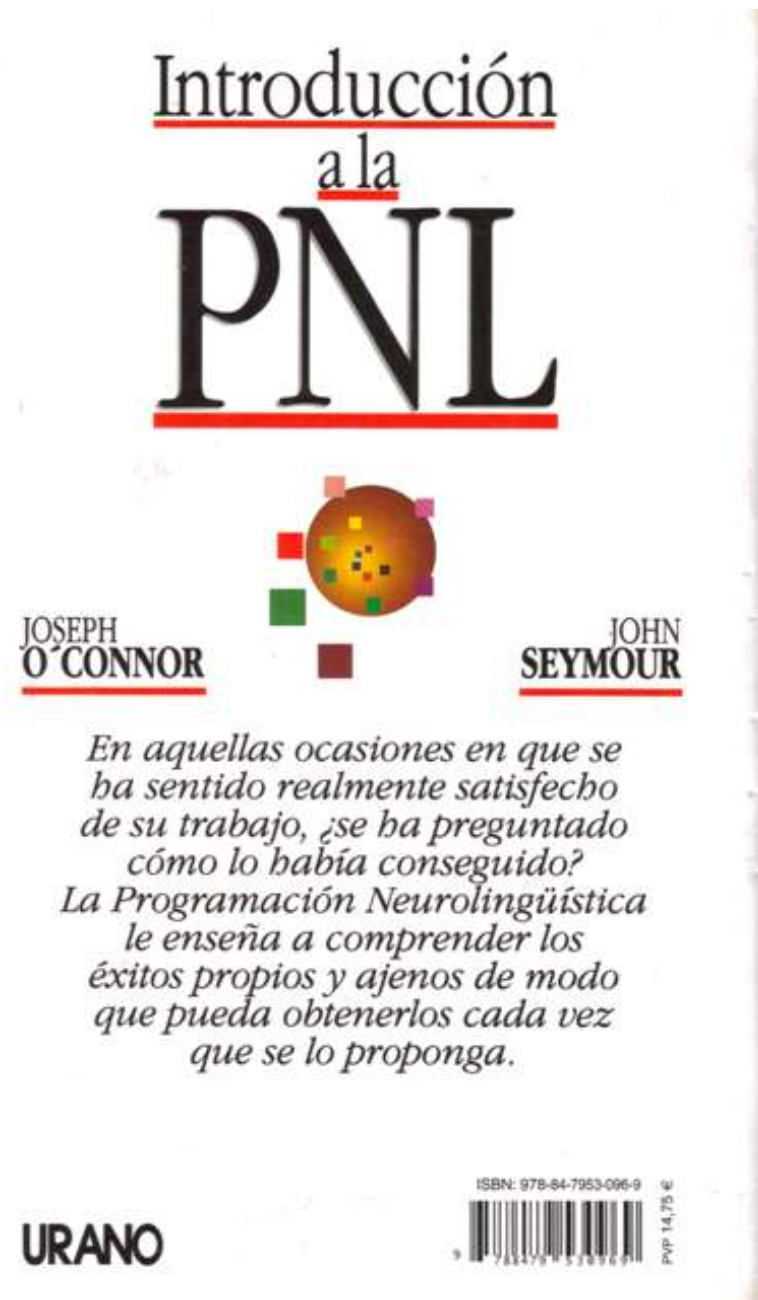 Introducción
a la
PNL
JOSEPH
O´CONNOR
JOHN
SEYMOUR
En aquellas ocasiones en que se
ha sentido realmente satisfecho
de su trabajo, ¿se ha preguntado
cómo lo había conseguido?
La Programación Neurolingüística
le enseña a comprender los
éxitos propios y ajenos de modo
que pueda obtenerlos cada vez
que se lo proponga.
URANO
ISBN: 978-84-7953-096-9
9 788479 530969
PVP 14,75 €